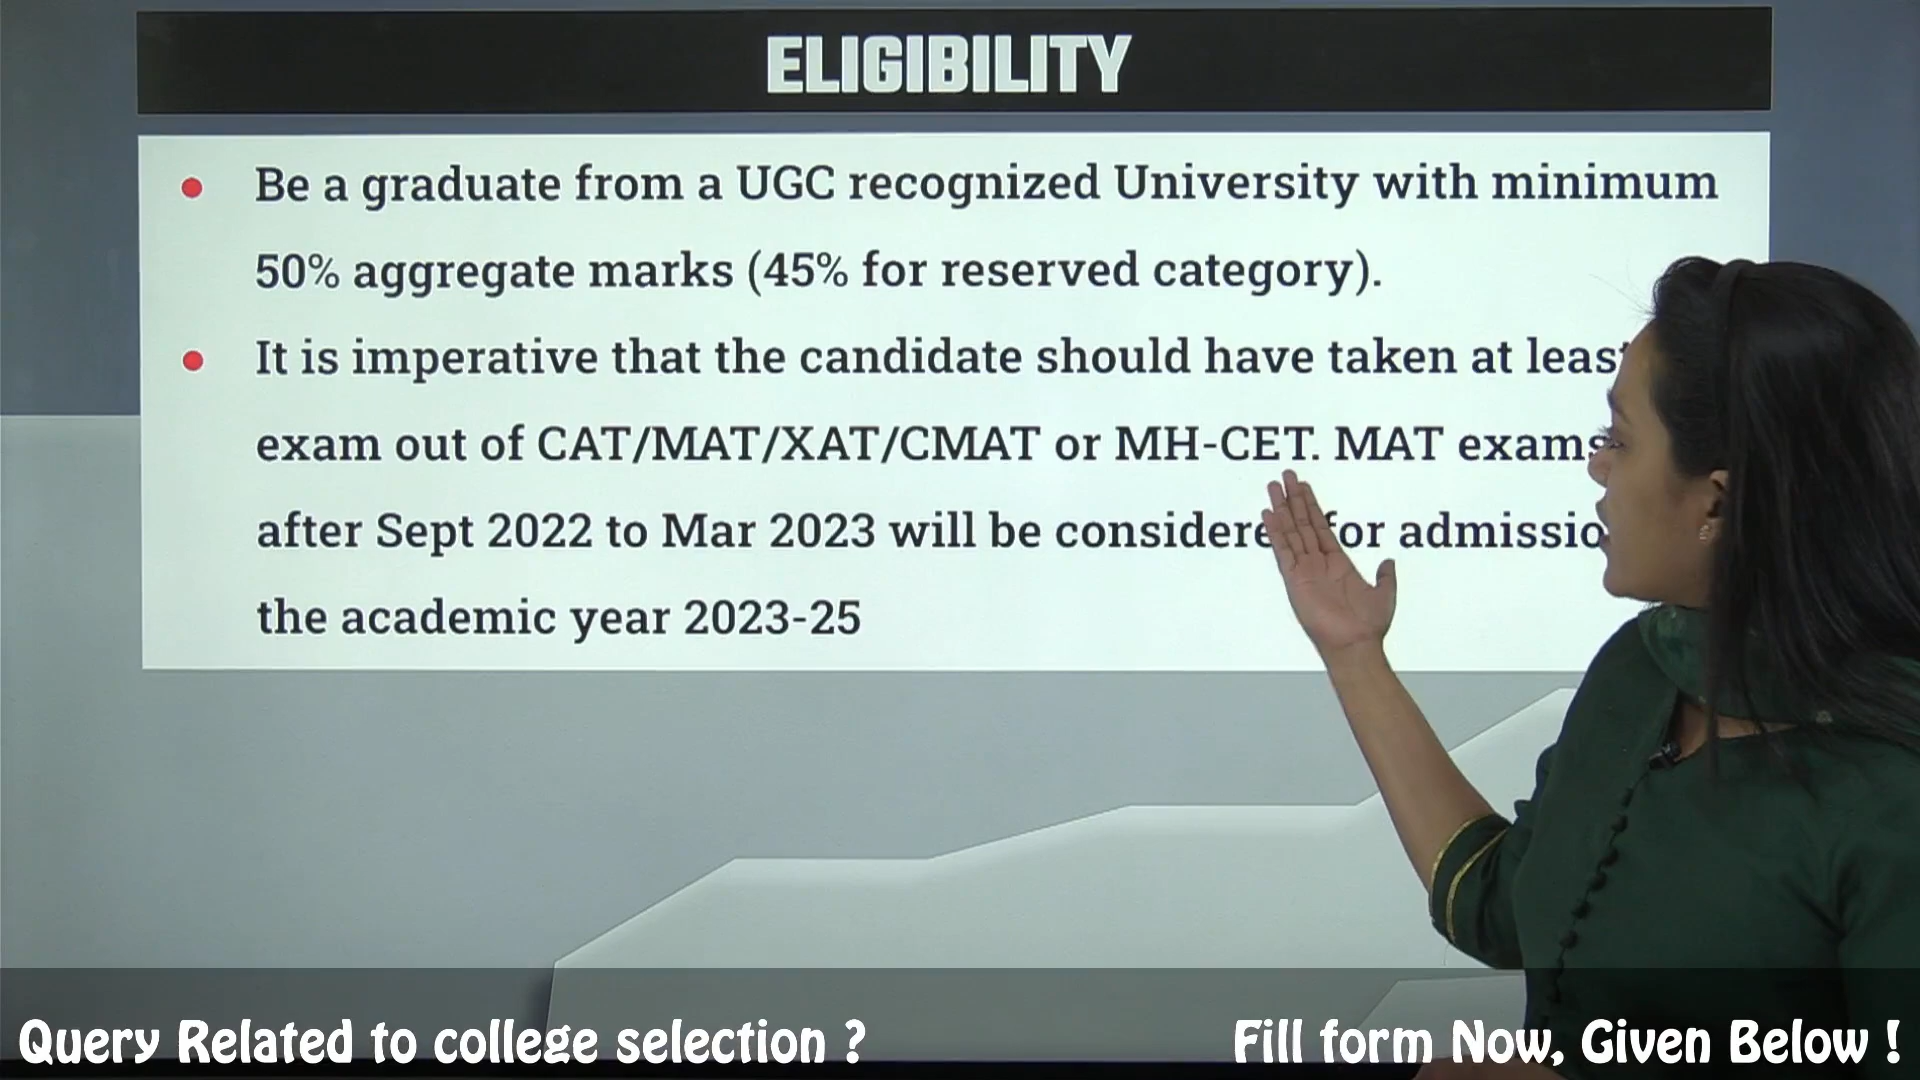 ELIGIBILITY
Be a graduate from a UGC recognized University with minimum
50% aggregate marks (45% for reserved category).
It is imperative that the candidate should have taken at least
exam out of CAT/MAT/XAT/CMAT or MH-CET. MAT exams
after Sept 2022 to Mar 2023 will be considered for
the academic year 2023-25
Query Related to college selection ?
Fill form Now, Given Below !